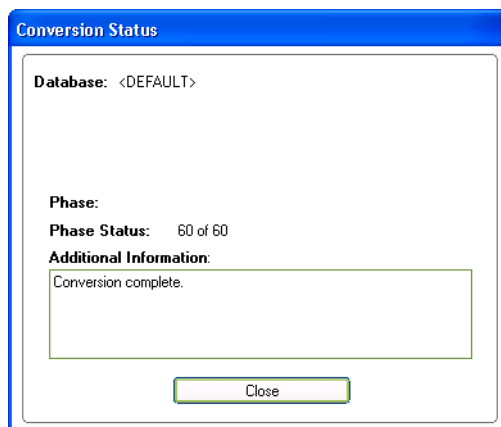 Conversion Status
Database: <DEFAULT>
Phase:
Phase Status: 60 of 60
Additional Information:
Conversion complete.
Close